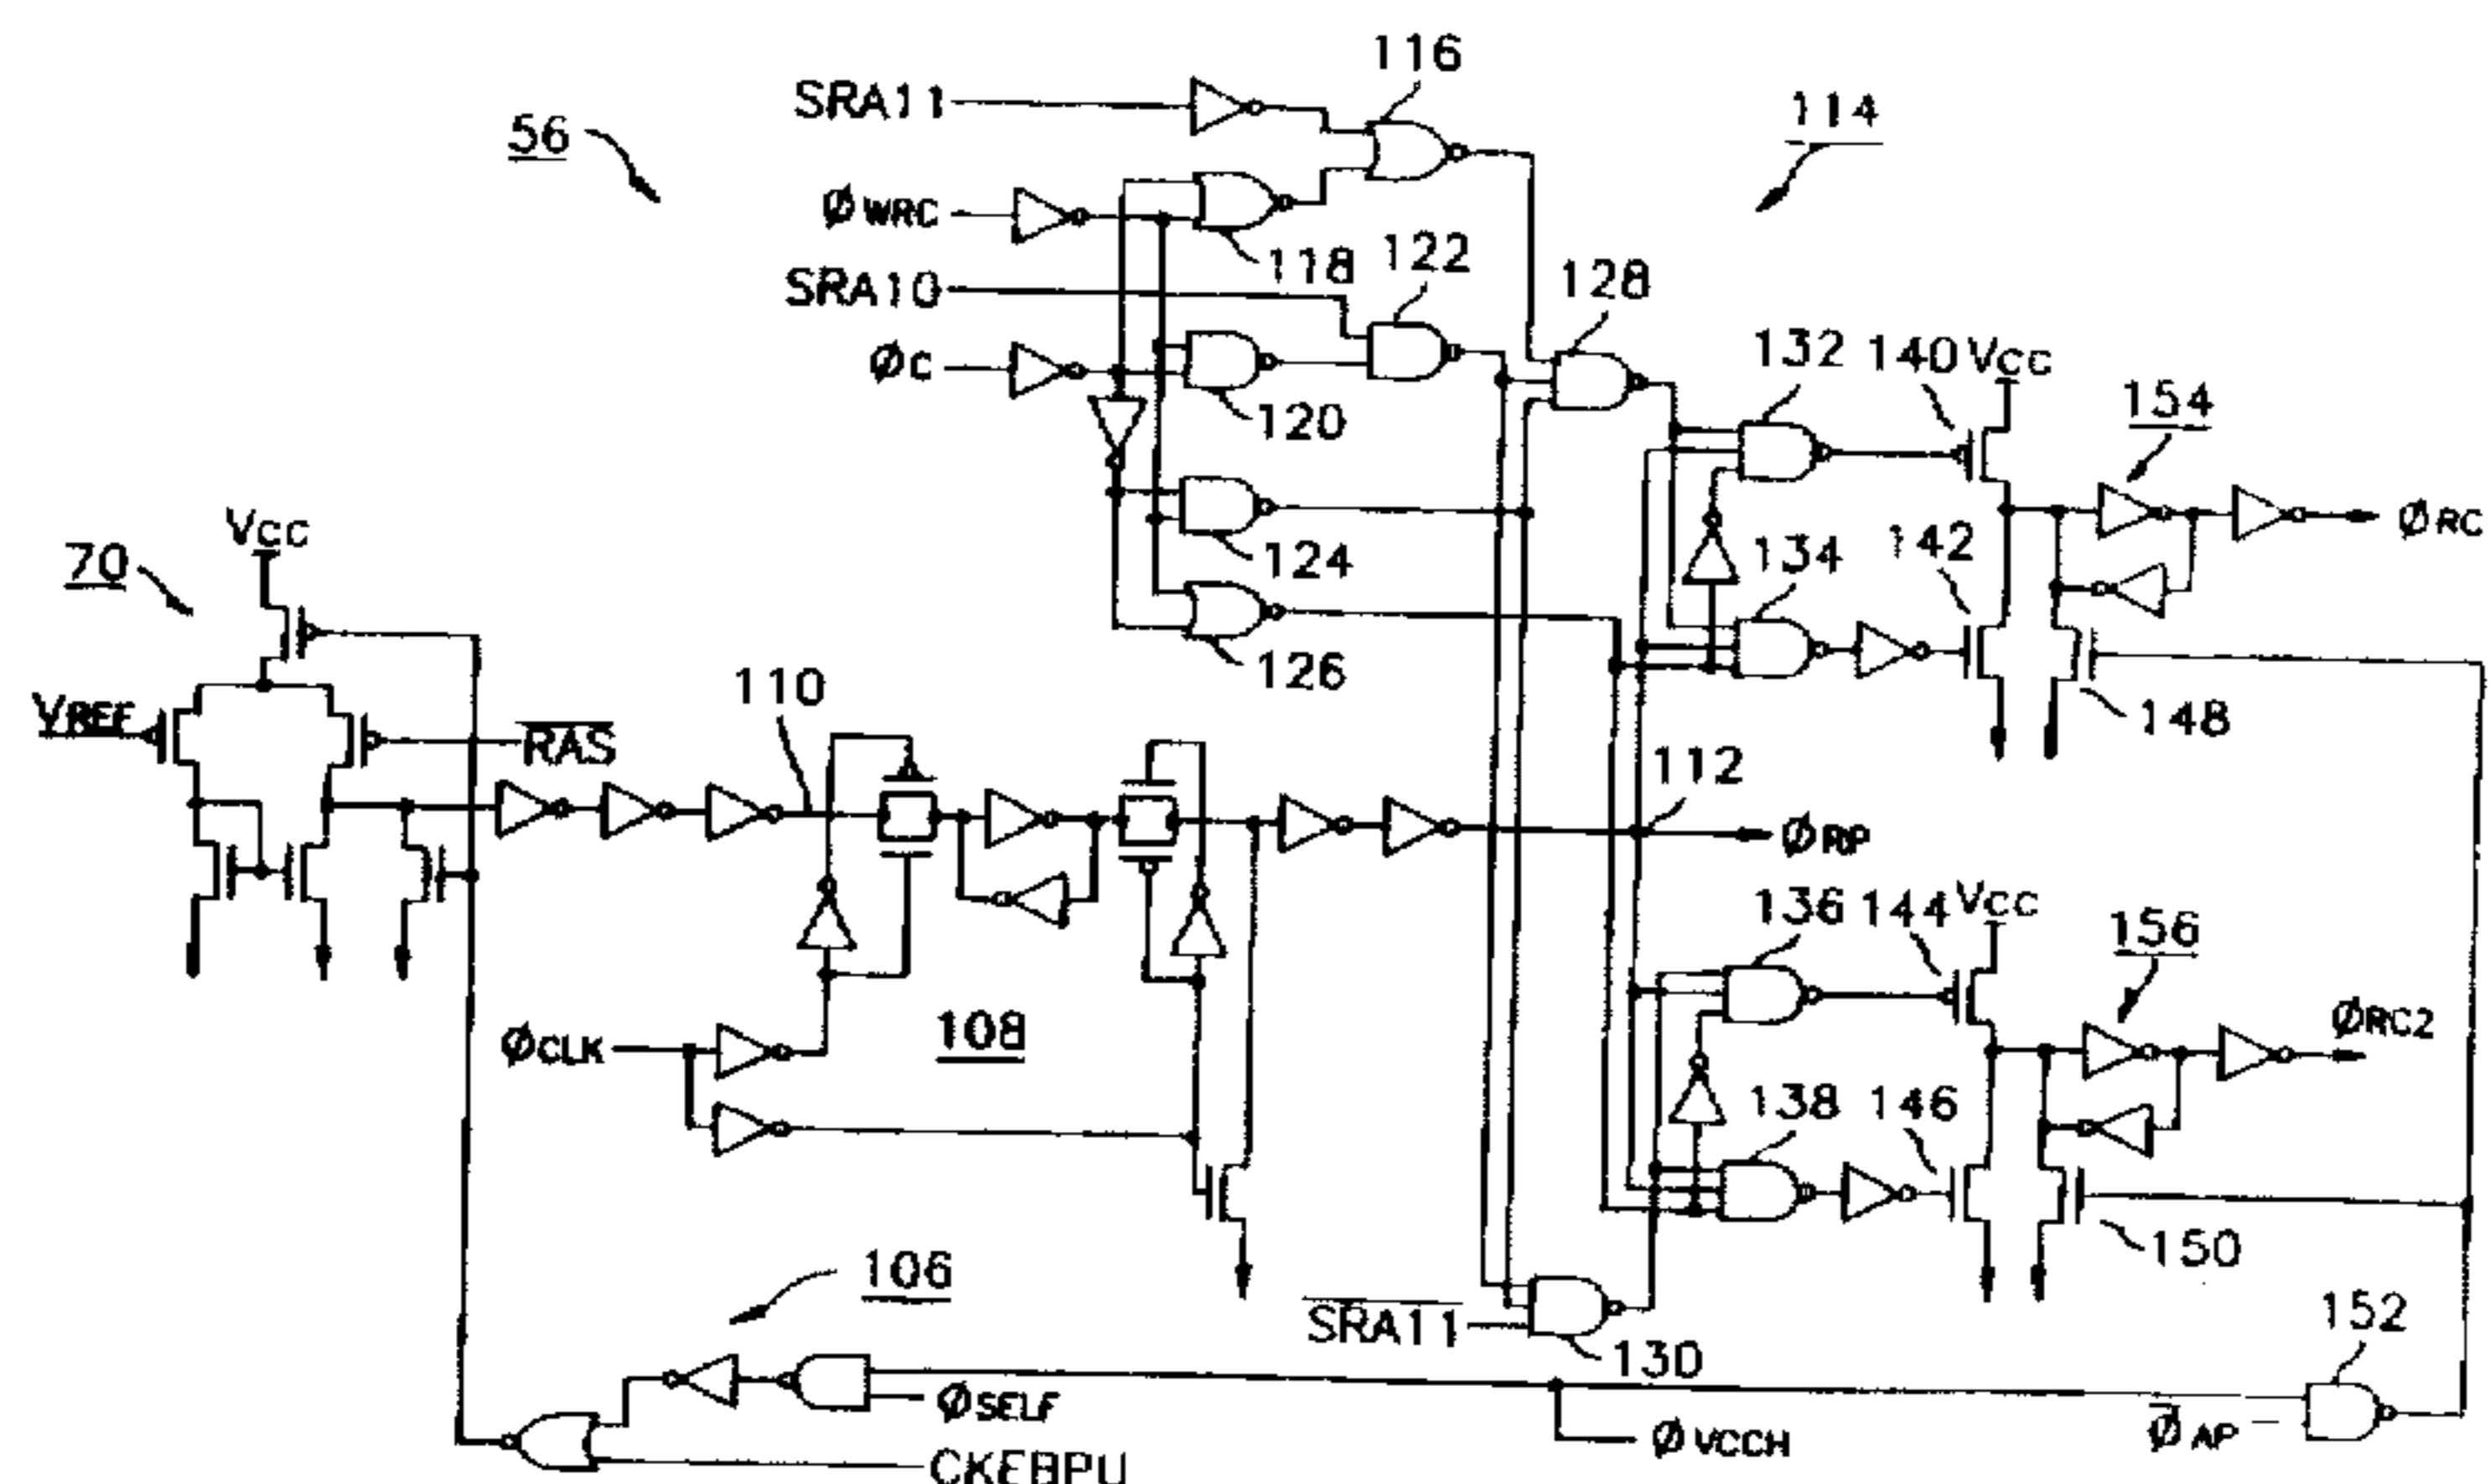 116
SRA11
114
56
ØWRC
118
122
SRA10
128
ØC
120
132
140
VCC
154
124
134
142
ØRC
VCC
70
126
110
148
VREF
RAS
112
ØRP
136
144
VCC
156
ØCLK
108
ØRC2
138
146
150
106
SRA11
130
152
ØSELF
ØAP
ØVCCH
CKEBPU